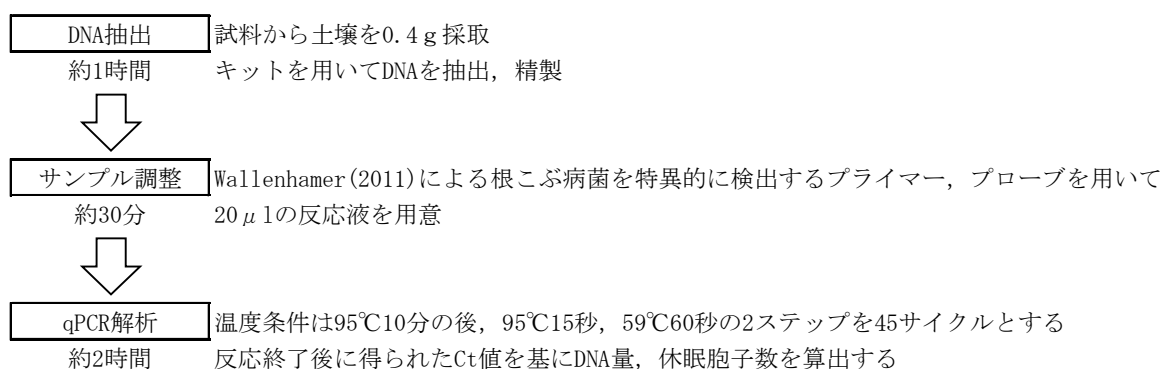 DNA抽出 試料から土壌を0.4g採取
約1時間 キットを用いてDNAを抽出，精製
サンプル調整 Wallenhamer(2011)による根こぶ病菌を特異的に検出するプライマー，プローブを用いて
約30分 20μlの反応液を用意
qPCR解析 温度条件は95℃10分の後，95℃15秒，59℃60秒の2ステップを45サイクルとする
約2時間 反応終了後に得られたCt値を基にDNA量，休眠胞子数を算出する